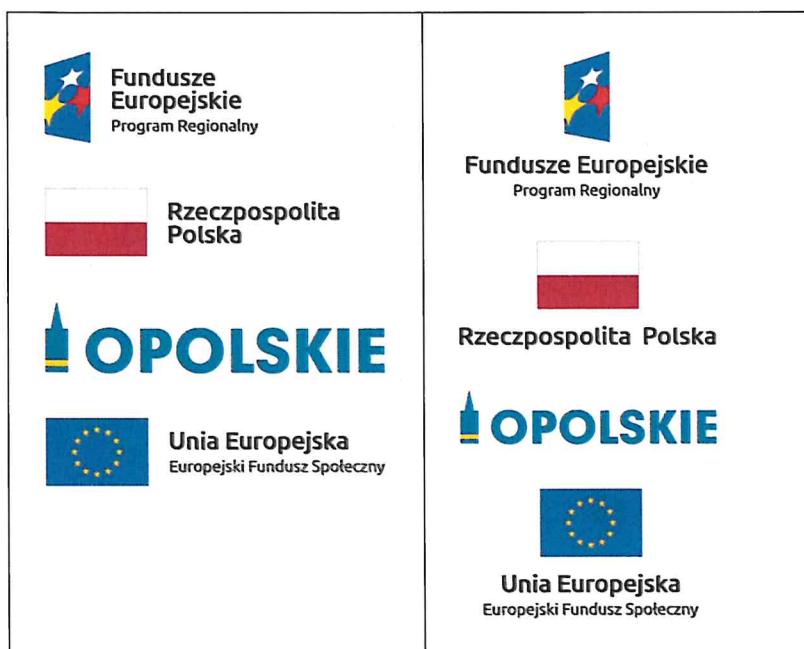 Fundusze
Europejskie
Program Regionalny
Rzeczpospolita
Polska
OPOLSKIE
Unia Europejska
Europejski Fundusz Społeczny
Fundusze Europejskie
Program Regionalny
Rzeczpospolita Polska
OPOLSKIE
Unia Europejska
Europejski Fundusz Społeczny